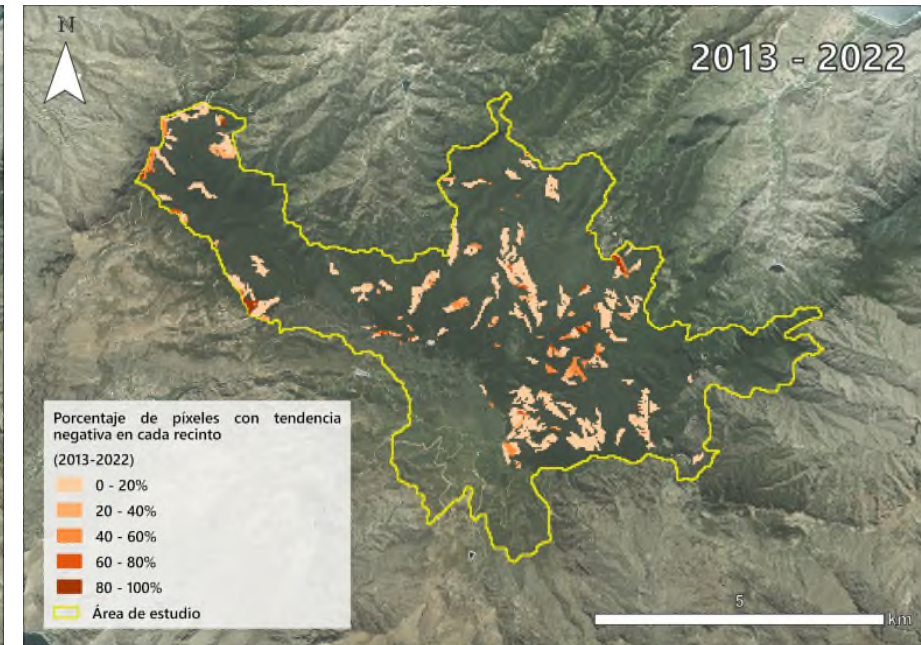 N
2013 - 2022
Porcentaje de píxeles con tendencia
negativa en cada recinto
(2013-2022)
0 - 20%
20 - 40%
40 - 60%
60 - 80%
80 - 100%
Área de estudio
5
km